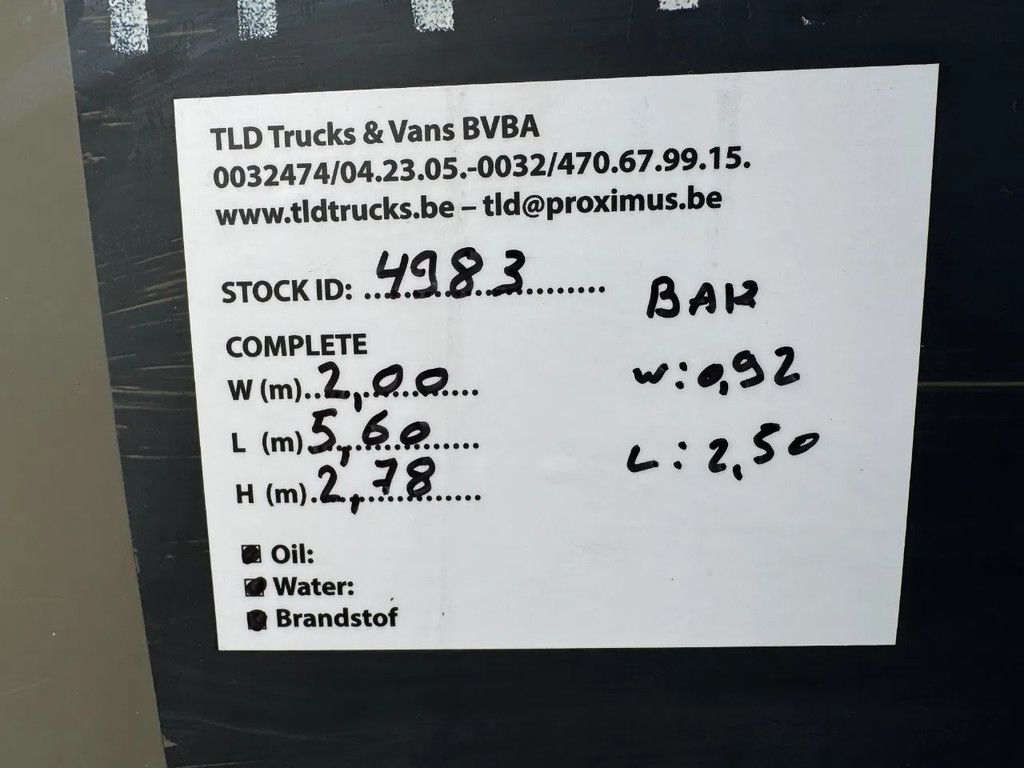 TLD Trucks & Vans BVBA
0032474/04.23.05.-0032/470.67.99.15.
www.tldtrucks.be – tld@proximus.be
STOCK ID: 4983
BAK
COMPLETE
W (m) 2,00
w: 0,92
L (m) 5,60
L: 2,50
H (m) 2,78
Oil:
Water:
Brandstof